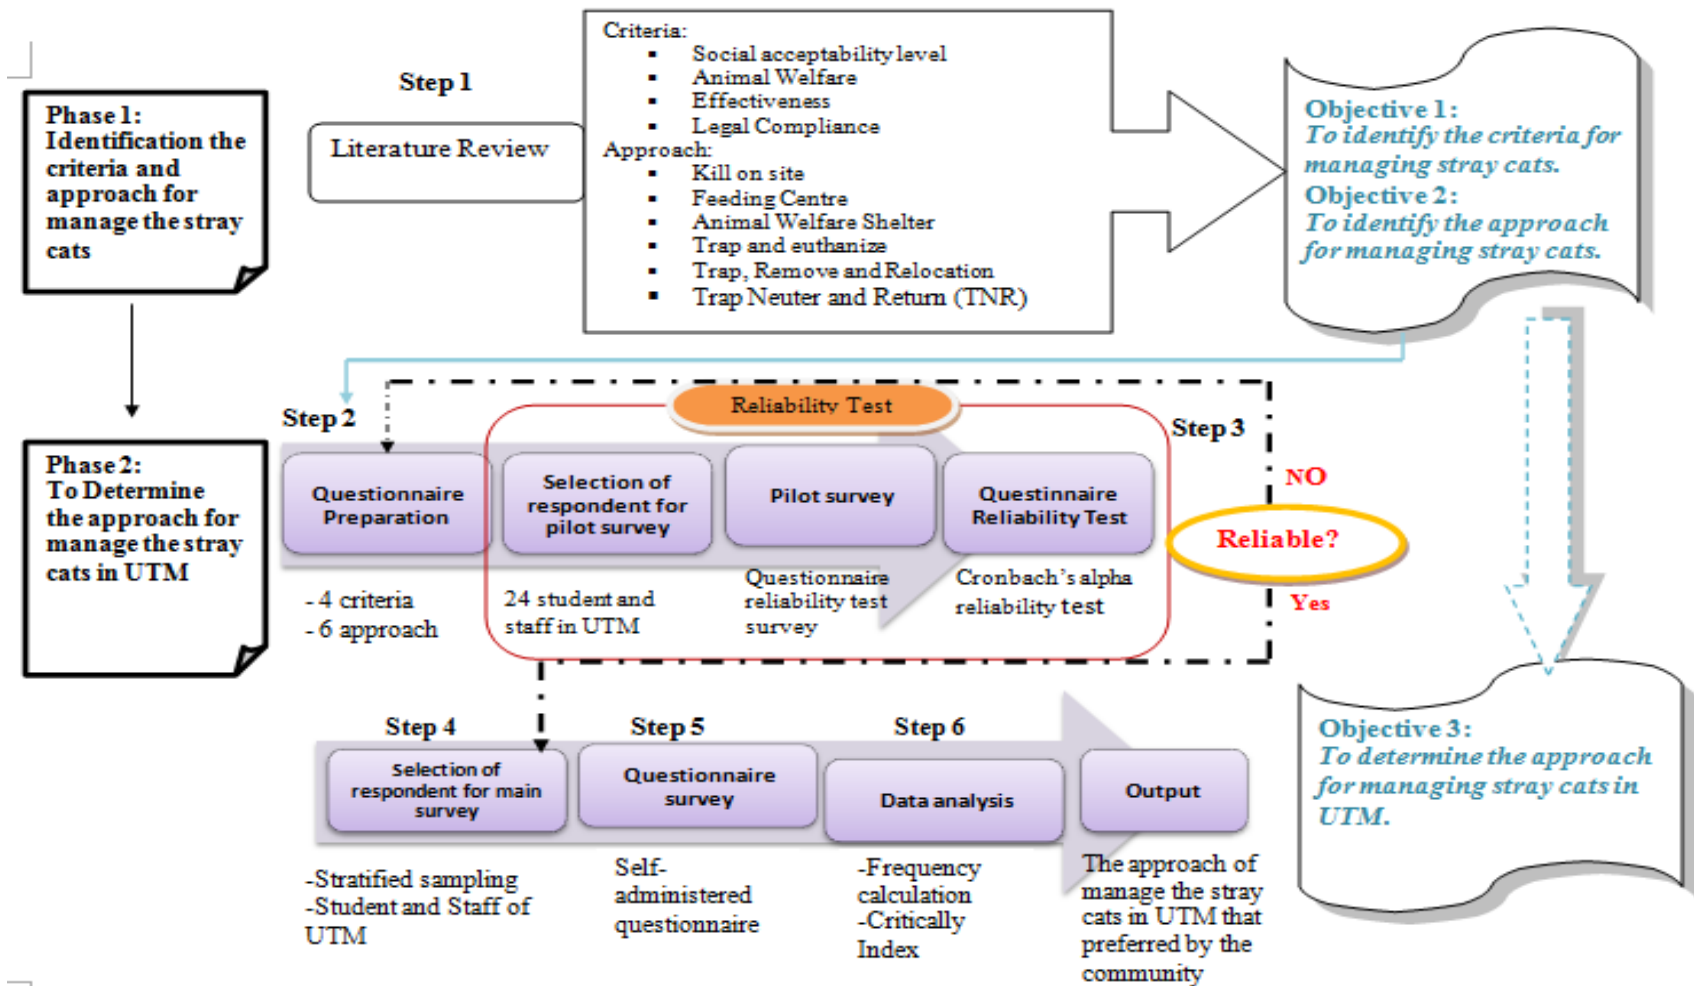 Phase 1:
Identification the
criteria and
approach for
manage the stray
cats
Step 1
Literature Review
Criteria:
▪ Social acceptability level
▪ Animal Welfare
▪ Effectiveness
▪ Legal Compliance
Approach:
▪ Kill on site
▪ Feeding Centre
▪ Animal Welfare Shelter
▪ Trap and euthanize
▪ Trap, Remove and Relocation
▪ Trap Neuter and Return (TNR)
Objective 1:
To identify the criteria for
managing stray cats.
Objective 2:
To identify the approach
for managing stray cats.
Phase 2:
To Determine
the approach for
manage the stray
cats in UTM
Step 2
Reliability Test
Step 3
Questionnaire
Preparation
Selection of
respondent for
pilot survey
Pilot survey
Questinnaire
Reliability Test
NO
Reliable?
Yes
- 4 criteria
- 6 approach
24 student and
staff in UTM
Questionnaire
reliability test
survey
Cronbach's alpha
reliability test
Step 4
Step 5
Step 6
Selection of
respondent for main
survey
Questionnaire
survey
Data analysis
Output
-Stratified sampling
-Student and Staff of
UTM
Self-
administered
questionnaire
-Frequency
calculation
-Critically
Index
The approach of
manage the stray
cats in UTM that
preferred by the
community
Objective 3:
To determine the approach
for managing stray cats in
UTM.